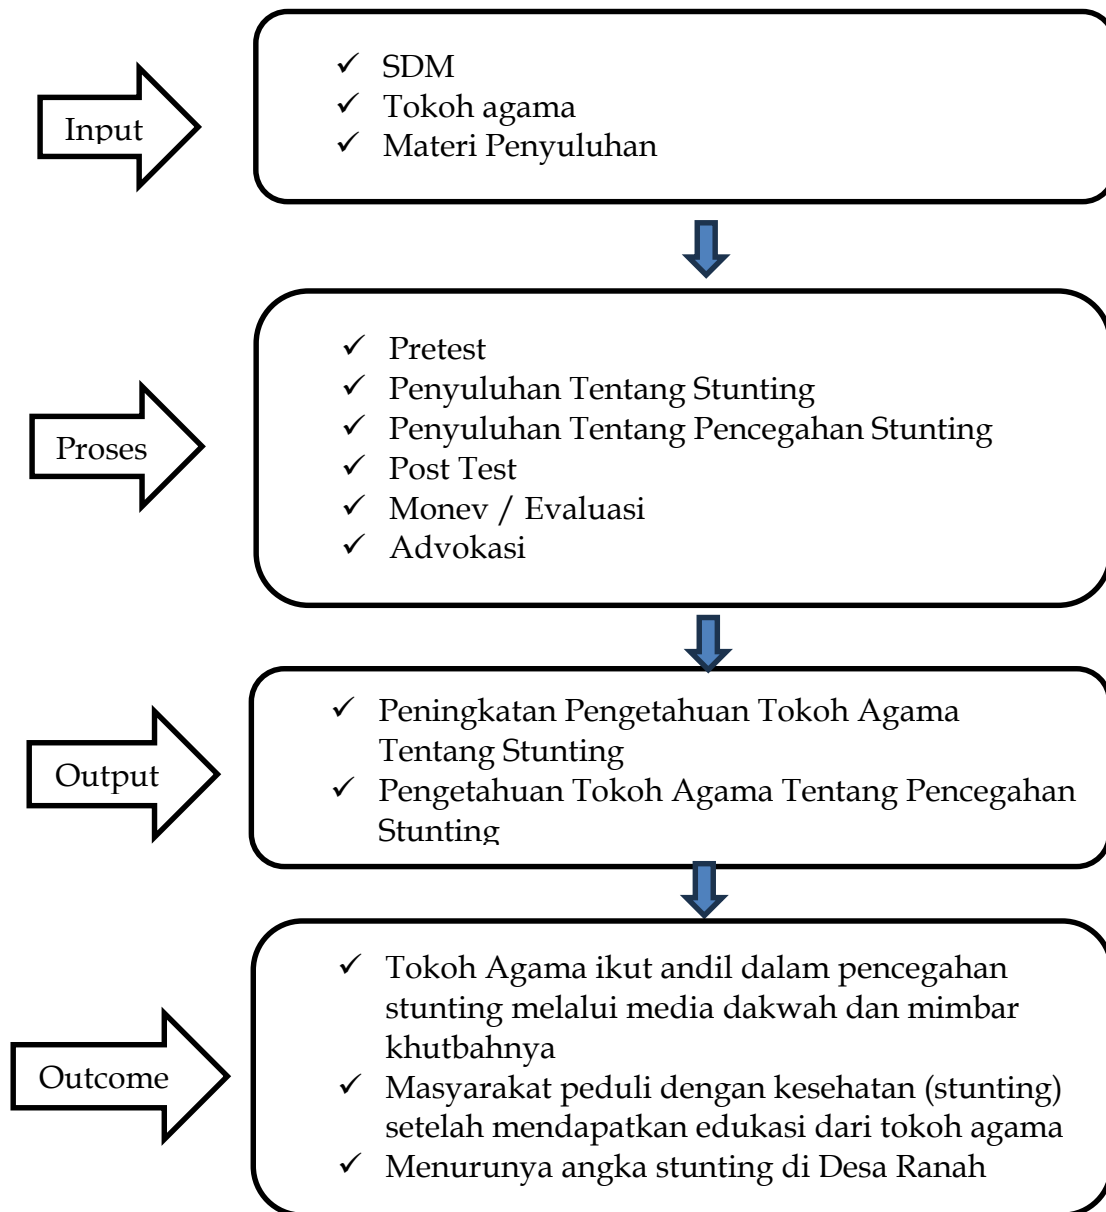 Input
✓ SDM
✓ Tokoh agama
✓ Materi Penyuluhan
Proses
✓ Pretest
✓ Penyuluhan Tentang Stunting
✓ Penyuluhan Tentang Pencegahan Stunting
✓ Post Test
✓ Monev / Evaluasi
✓ Advokasi
Output
✓ Peningkatan Pengetahuan Tokoh Agama
Tentang Stunting
✓ Pengetahuan Tokoh Agama Tentang Pencegahan
Stunting
Outcome
✓ Tokoh Agama ikut andil dalam pencegahan
stunting melalui media dakwah dan mimbar
khutbahnya
✓ Masyarakat peduli dengan kesehatan (stunting)
setelah mendapatkan edukasi dari tokoh agama
✓ Menurunya angka stunting di Desa Ranah